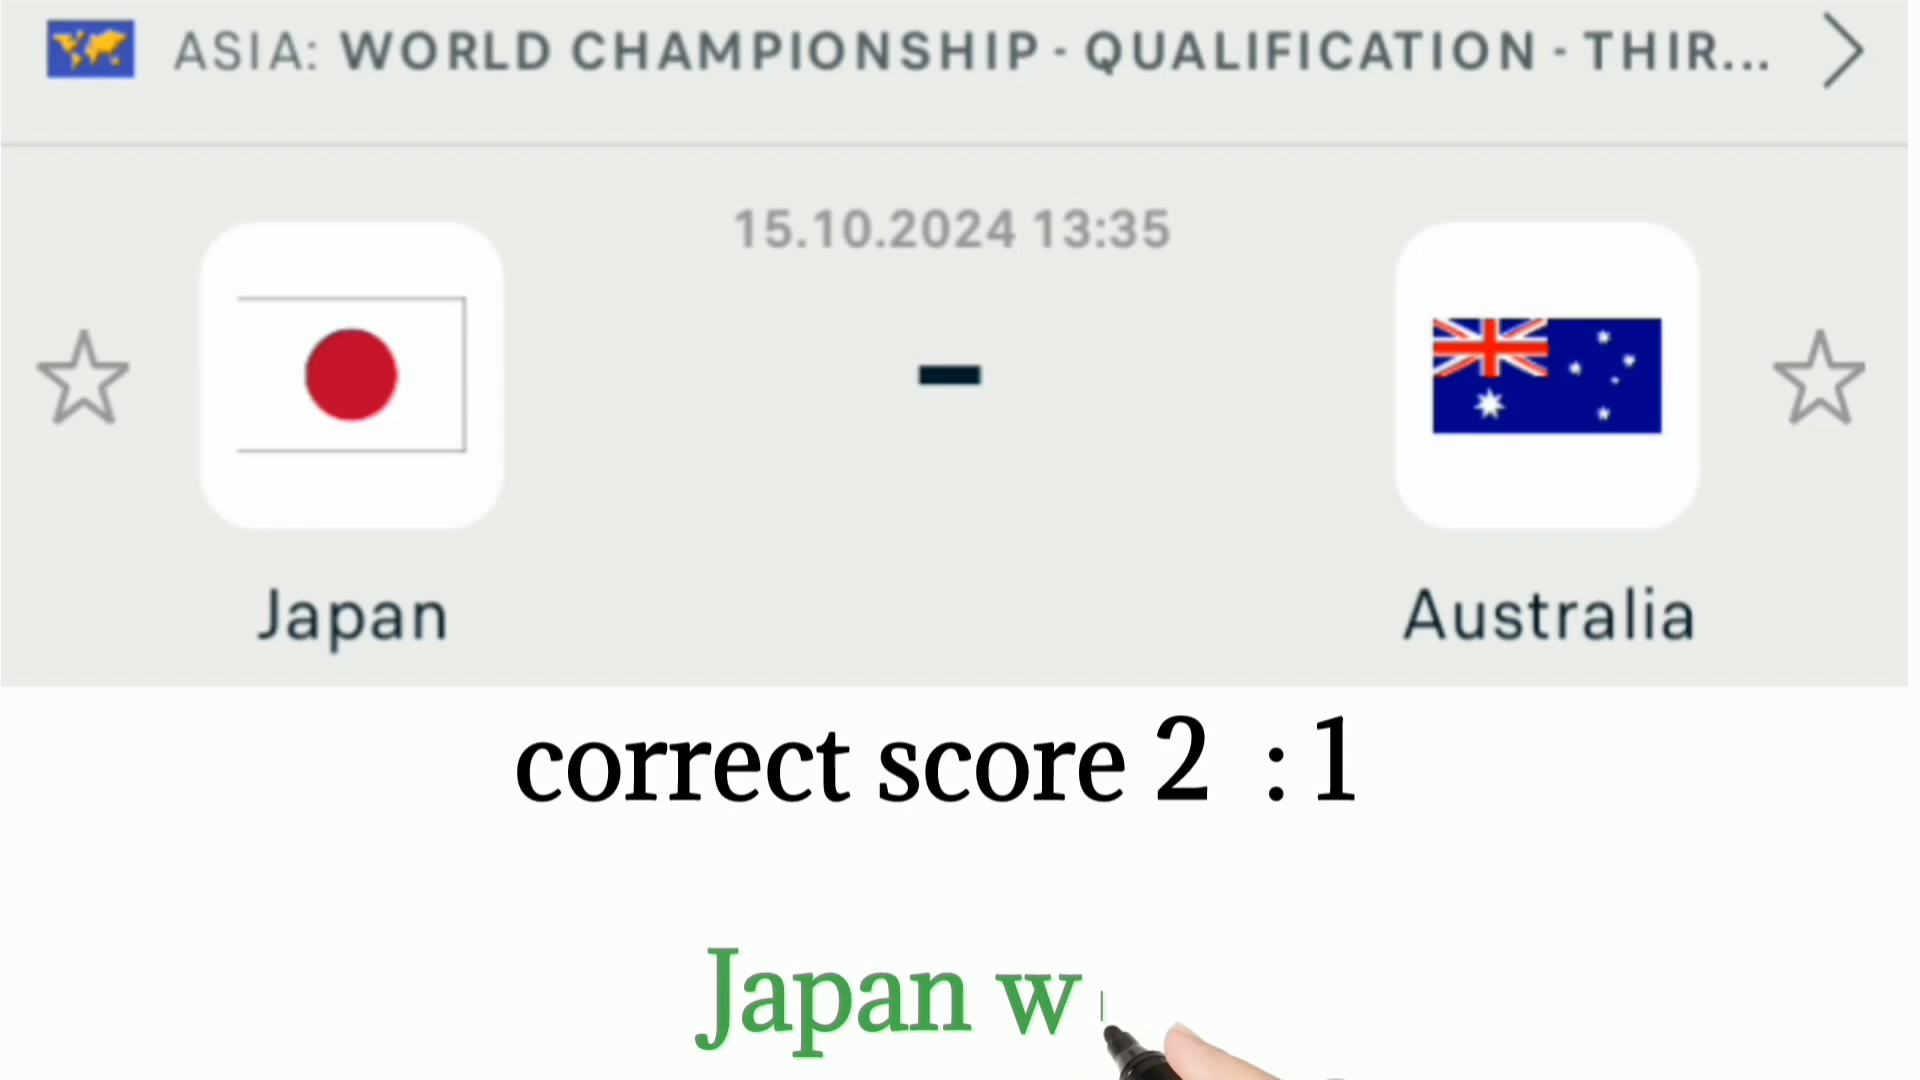 ASIA: WORLD CHAMPIONSHIP - QUALIFICATION - THIR...
15.10.2024 13:35
-
Japan
Australia
correct score 2 : 1
Japan w